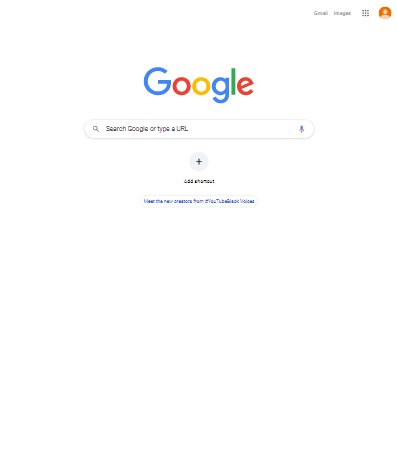 Gmail Images
Google
Search Google or type a URL
Add shortcut
Meet the new creators from #YouTubeBlack Voices